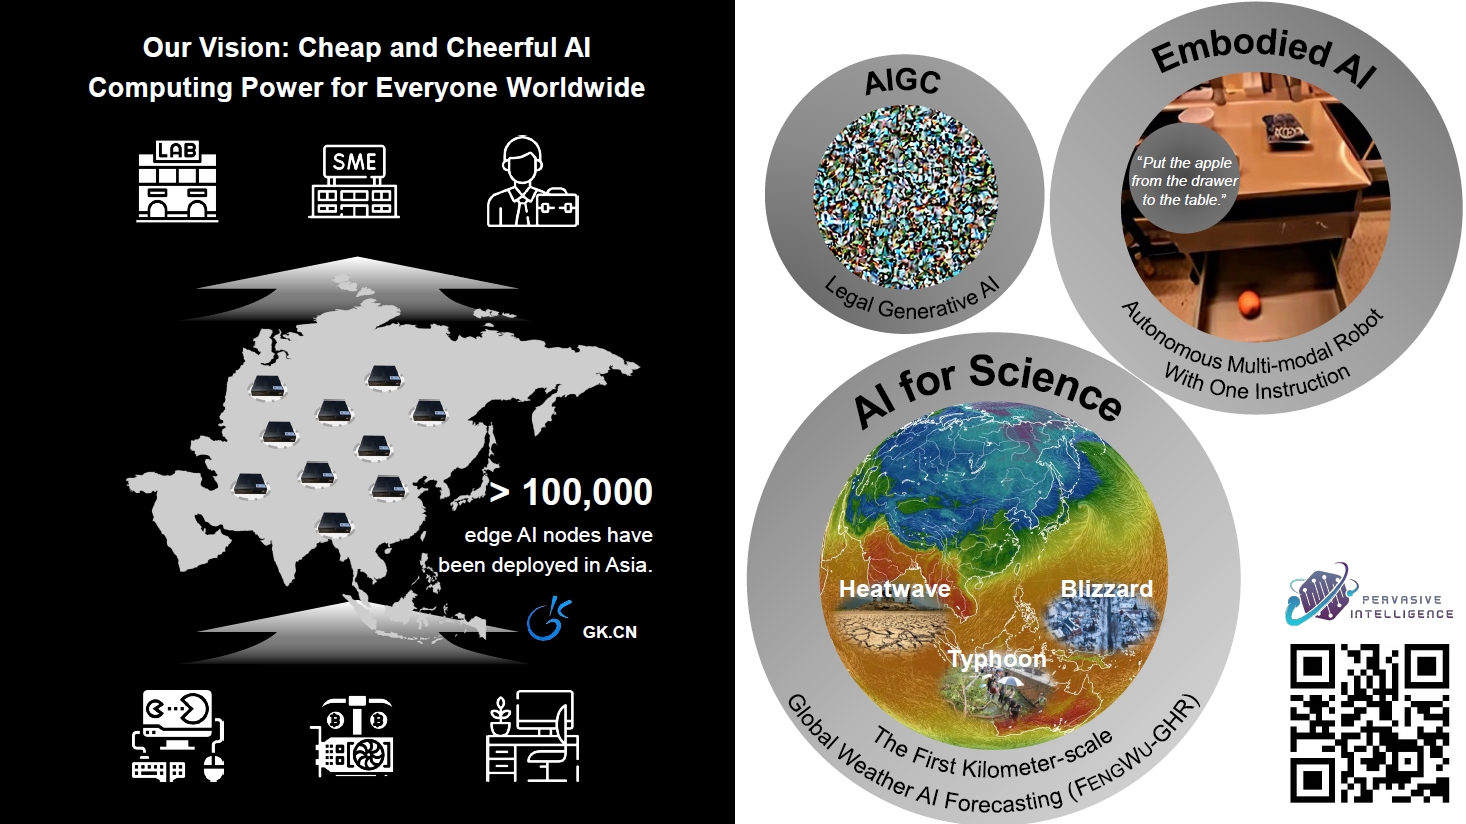 Our Vision: Cheap and Cheerful AI
Computing Power for Everyone Worldwide
LAB
SME
> 100,000
edge AI nodes have
been deployed in Asia.
GK.CN
AIGC
Legal Generative AI
Embodied AI
“Put the apple
from the drawer
to the table.”
Autonomous Multi-modal Robot
With One Instruction
AI for Science
Heatwave
Blizzard
Typhoon
The First Kilometer-scale
Global Weather AI Forecasting (FENGWU-GHR)
PERVASIVE
INTELLIGENCE